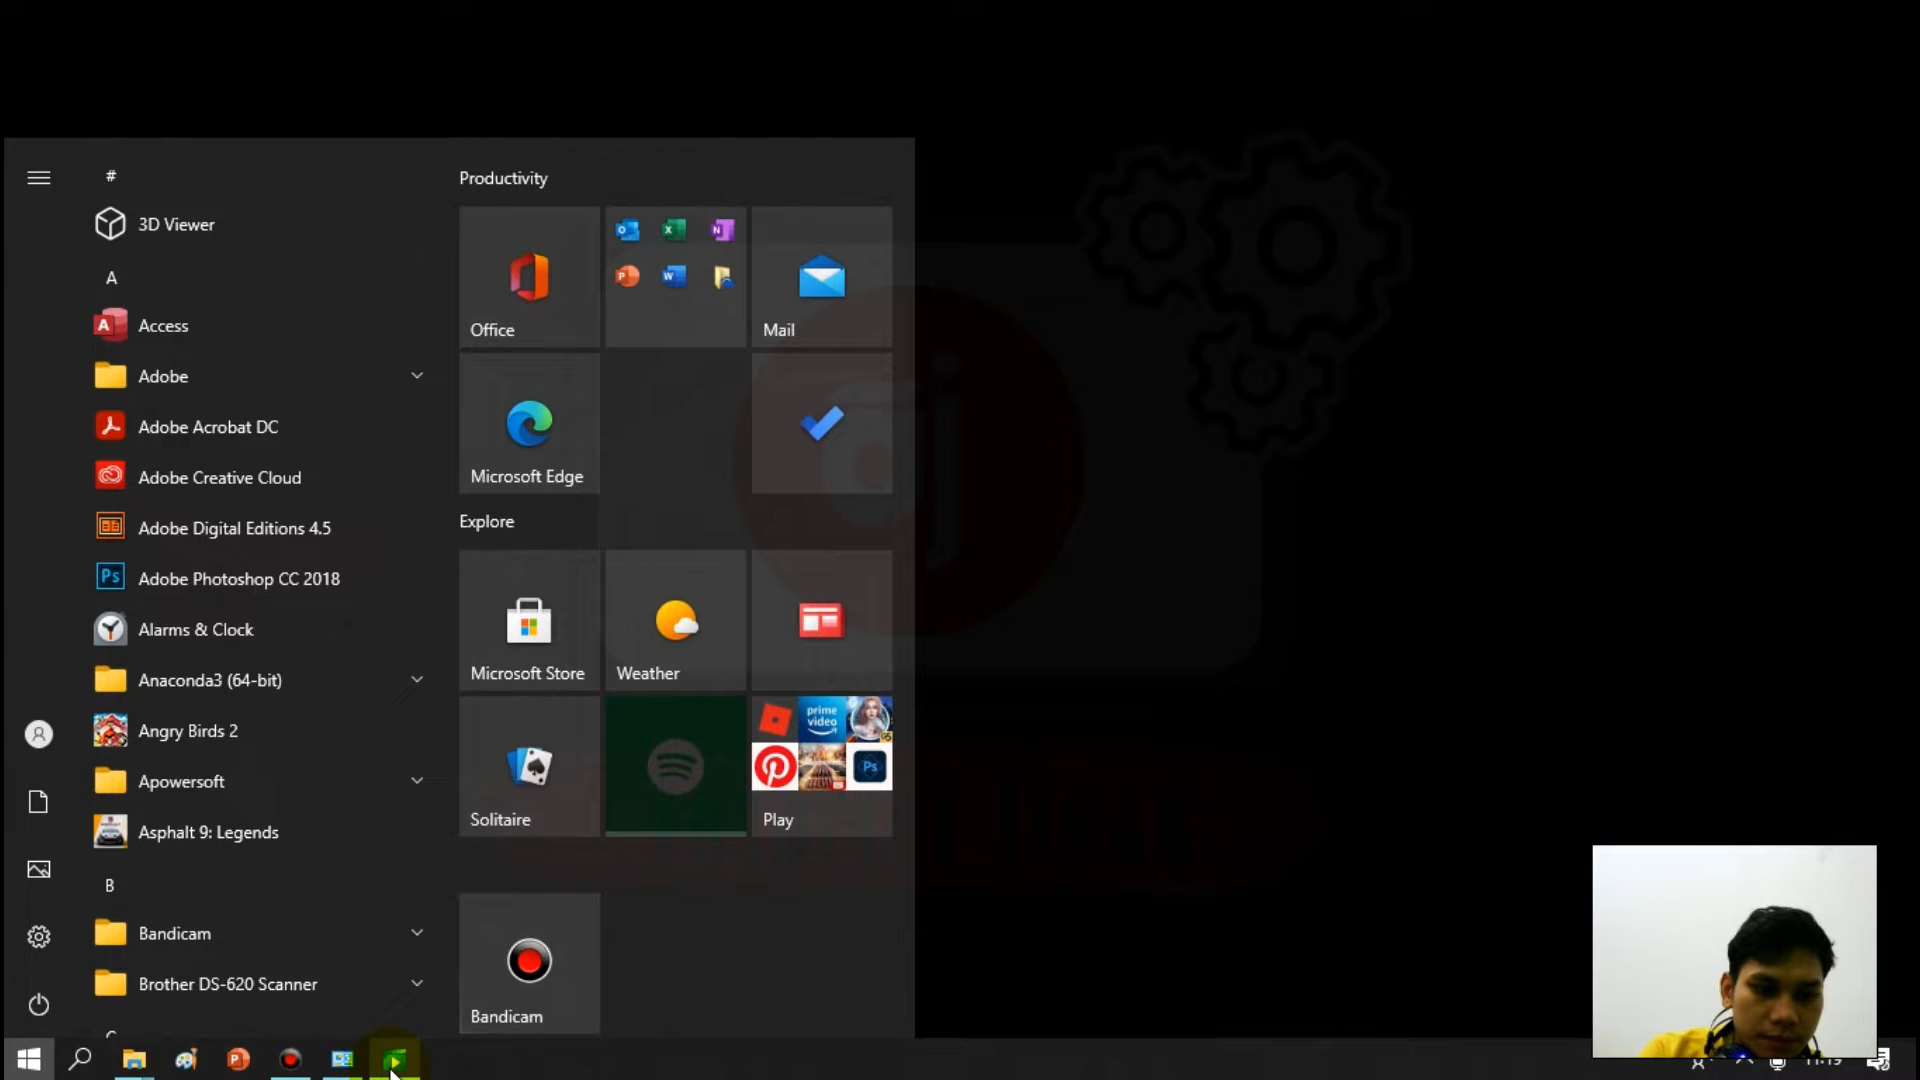 #
3D Viewer
A
Access
Adobe
Adobe Acrobat DC
Adobe Creative Cloud
Adobe Digital Editions 4.5
Adobe Photoshop CC 2018
Alarms & Clock
Anaconda3 (64-bit)
Angry Birds 2
Apowersoft
Asphalt 9: Legends
B
Bandicam
Brother DS-620 Scanner
Productivity
Office
Mail
Microsoft Edge
Explore
Microsoft Store
Weather
Solitaire
prime video
Ps
Play
Bandicam